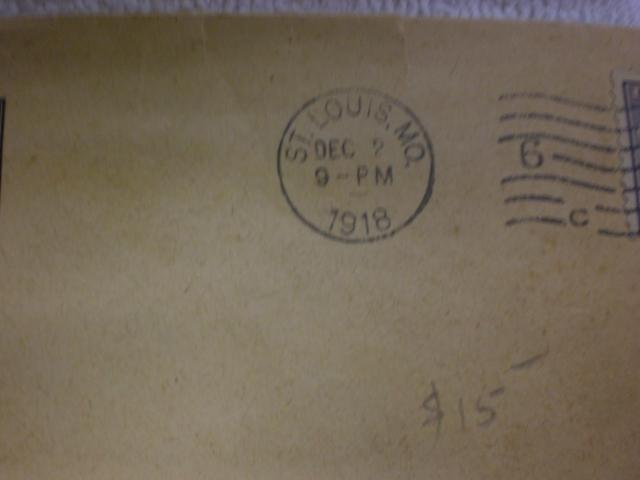 ST. LOUIS, MO.
DEC 2
9-PM
1918
6
C
$15